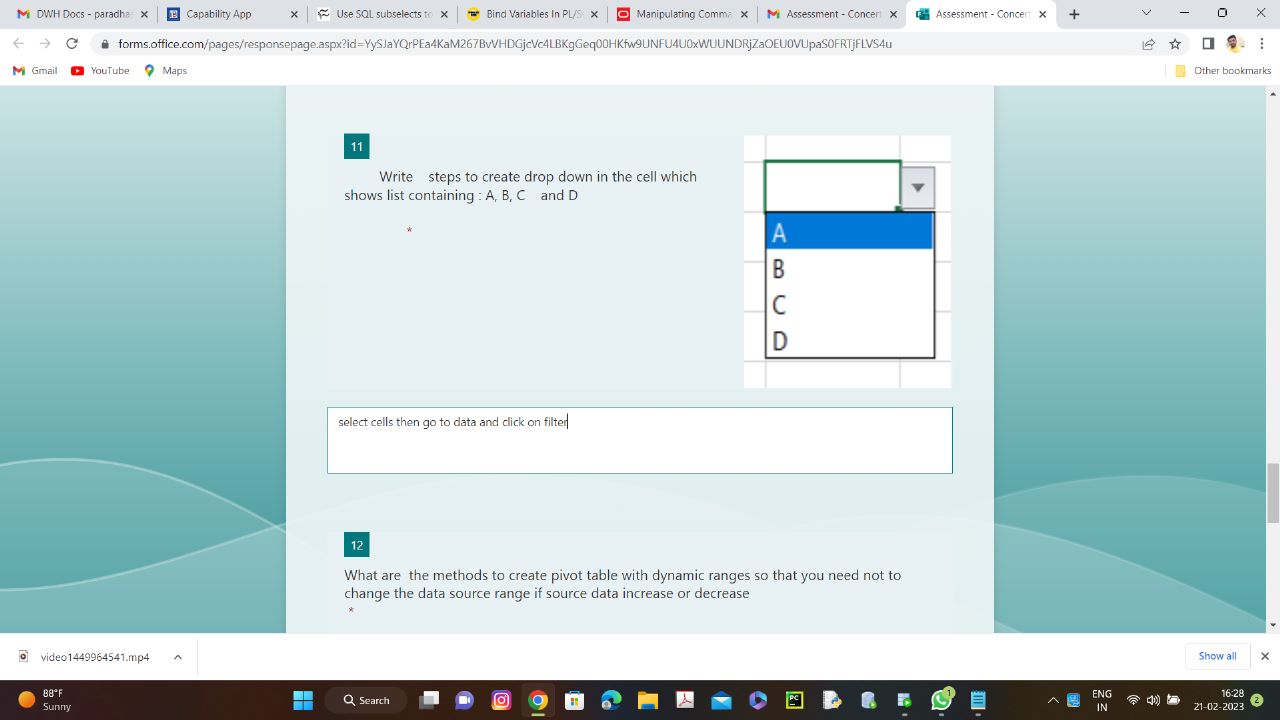 DWH Docs - paradha
Capability App
Use SQL subselects to
Bind Variables In PL/S
Manipulating Comma
Assessment - Concern
Assessment - Concern
forms.office.com/pages/responsepage.aspx?id=YySJaYQrPEa4KaM267BvVHDGjcVc4LBKgGeq00HKfw9UNFU4U0xWUUNDRjZaOEU0VUpaS0FRTjFLVS4u
Gmail
YouTube
Maps
Other bookmarks
11
Write steps to create drop down in the cell which
shows list containing : A, B, C and D
*
A
B
C
D
select cells then go to data and click on filter
12
What are the methods to create pivot table with dynamic ranges so that you need not to
change the data source range if source data increase or decrease
*
video1449964541.mp4
Show all
88°F
Sunny
Search
PC
1
ENG
IN
16:28
21-02-2023
2